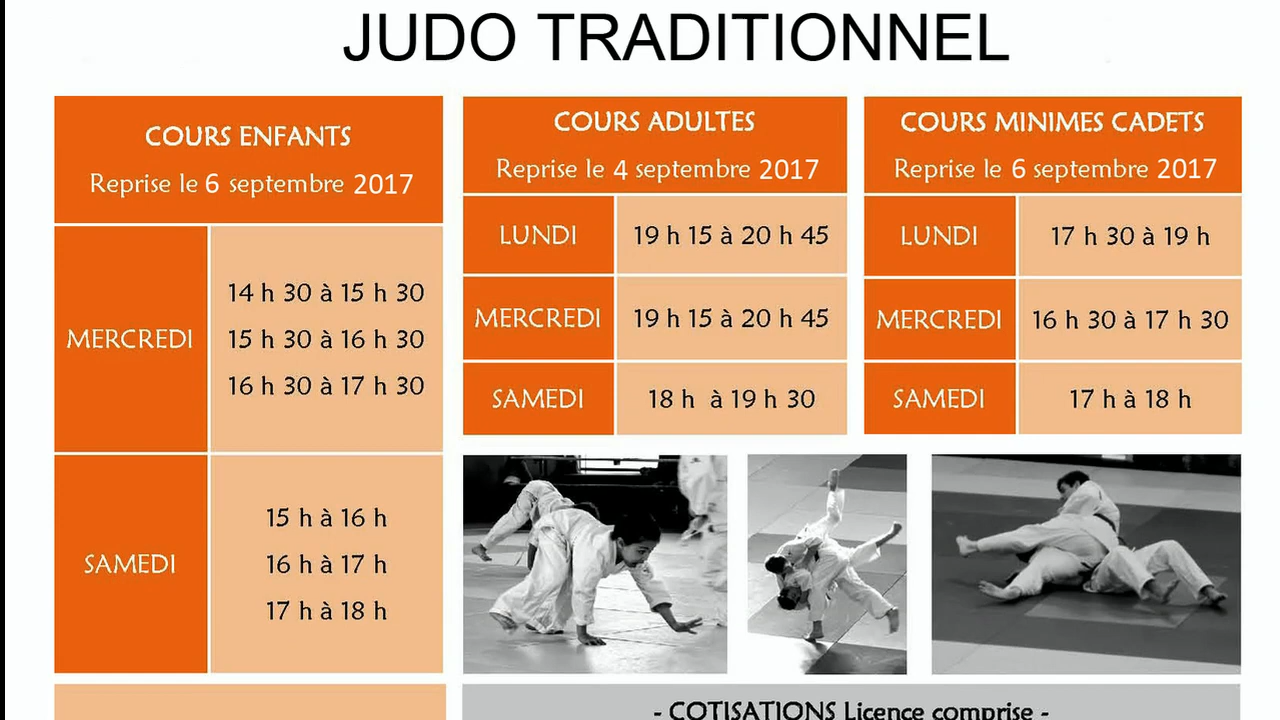 JUDO TRADITIONNEL
COURS ENFANTS
Reprise le 6 septembre 2017
MERCREDI
14 h 30 à 15 h 30
15 h 30 à 16 h 30
16 h 30 à 17 h 30
SAMEDI
15 h à 16 h
16 h à 17 h
17 h à 18 h
COURS ADULTES
Reprise le 4 septembre 2017
LUNDI 19 h 15 à 20 h 45
MERCREDI 19 h 15 à 20 h 45
SAMEDI 18 h à 19 h 30
COURS MINIMES CADETS
Reprise le 6 septembre 2017
LUNDI 17 h 30 à 19 h
MERCREDI 16 h 30 à 17 h 30
SAMEDI 17 h à 18 h
- COTISATIONS Licence comprise -